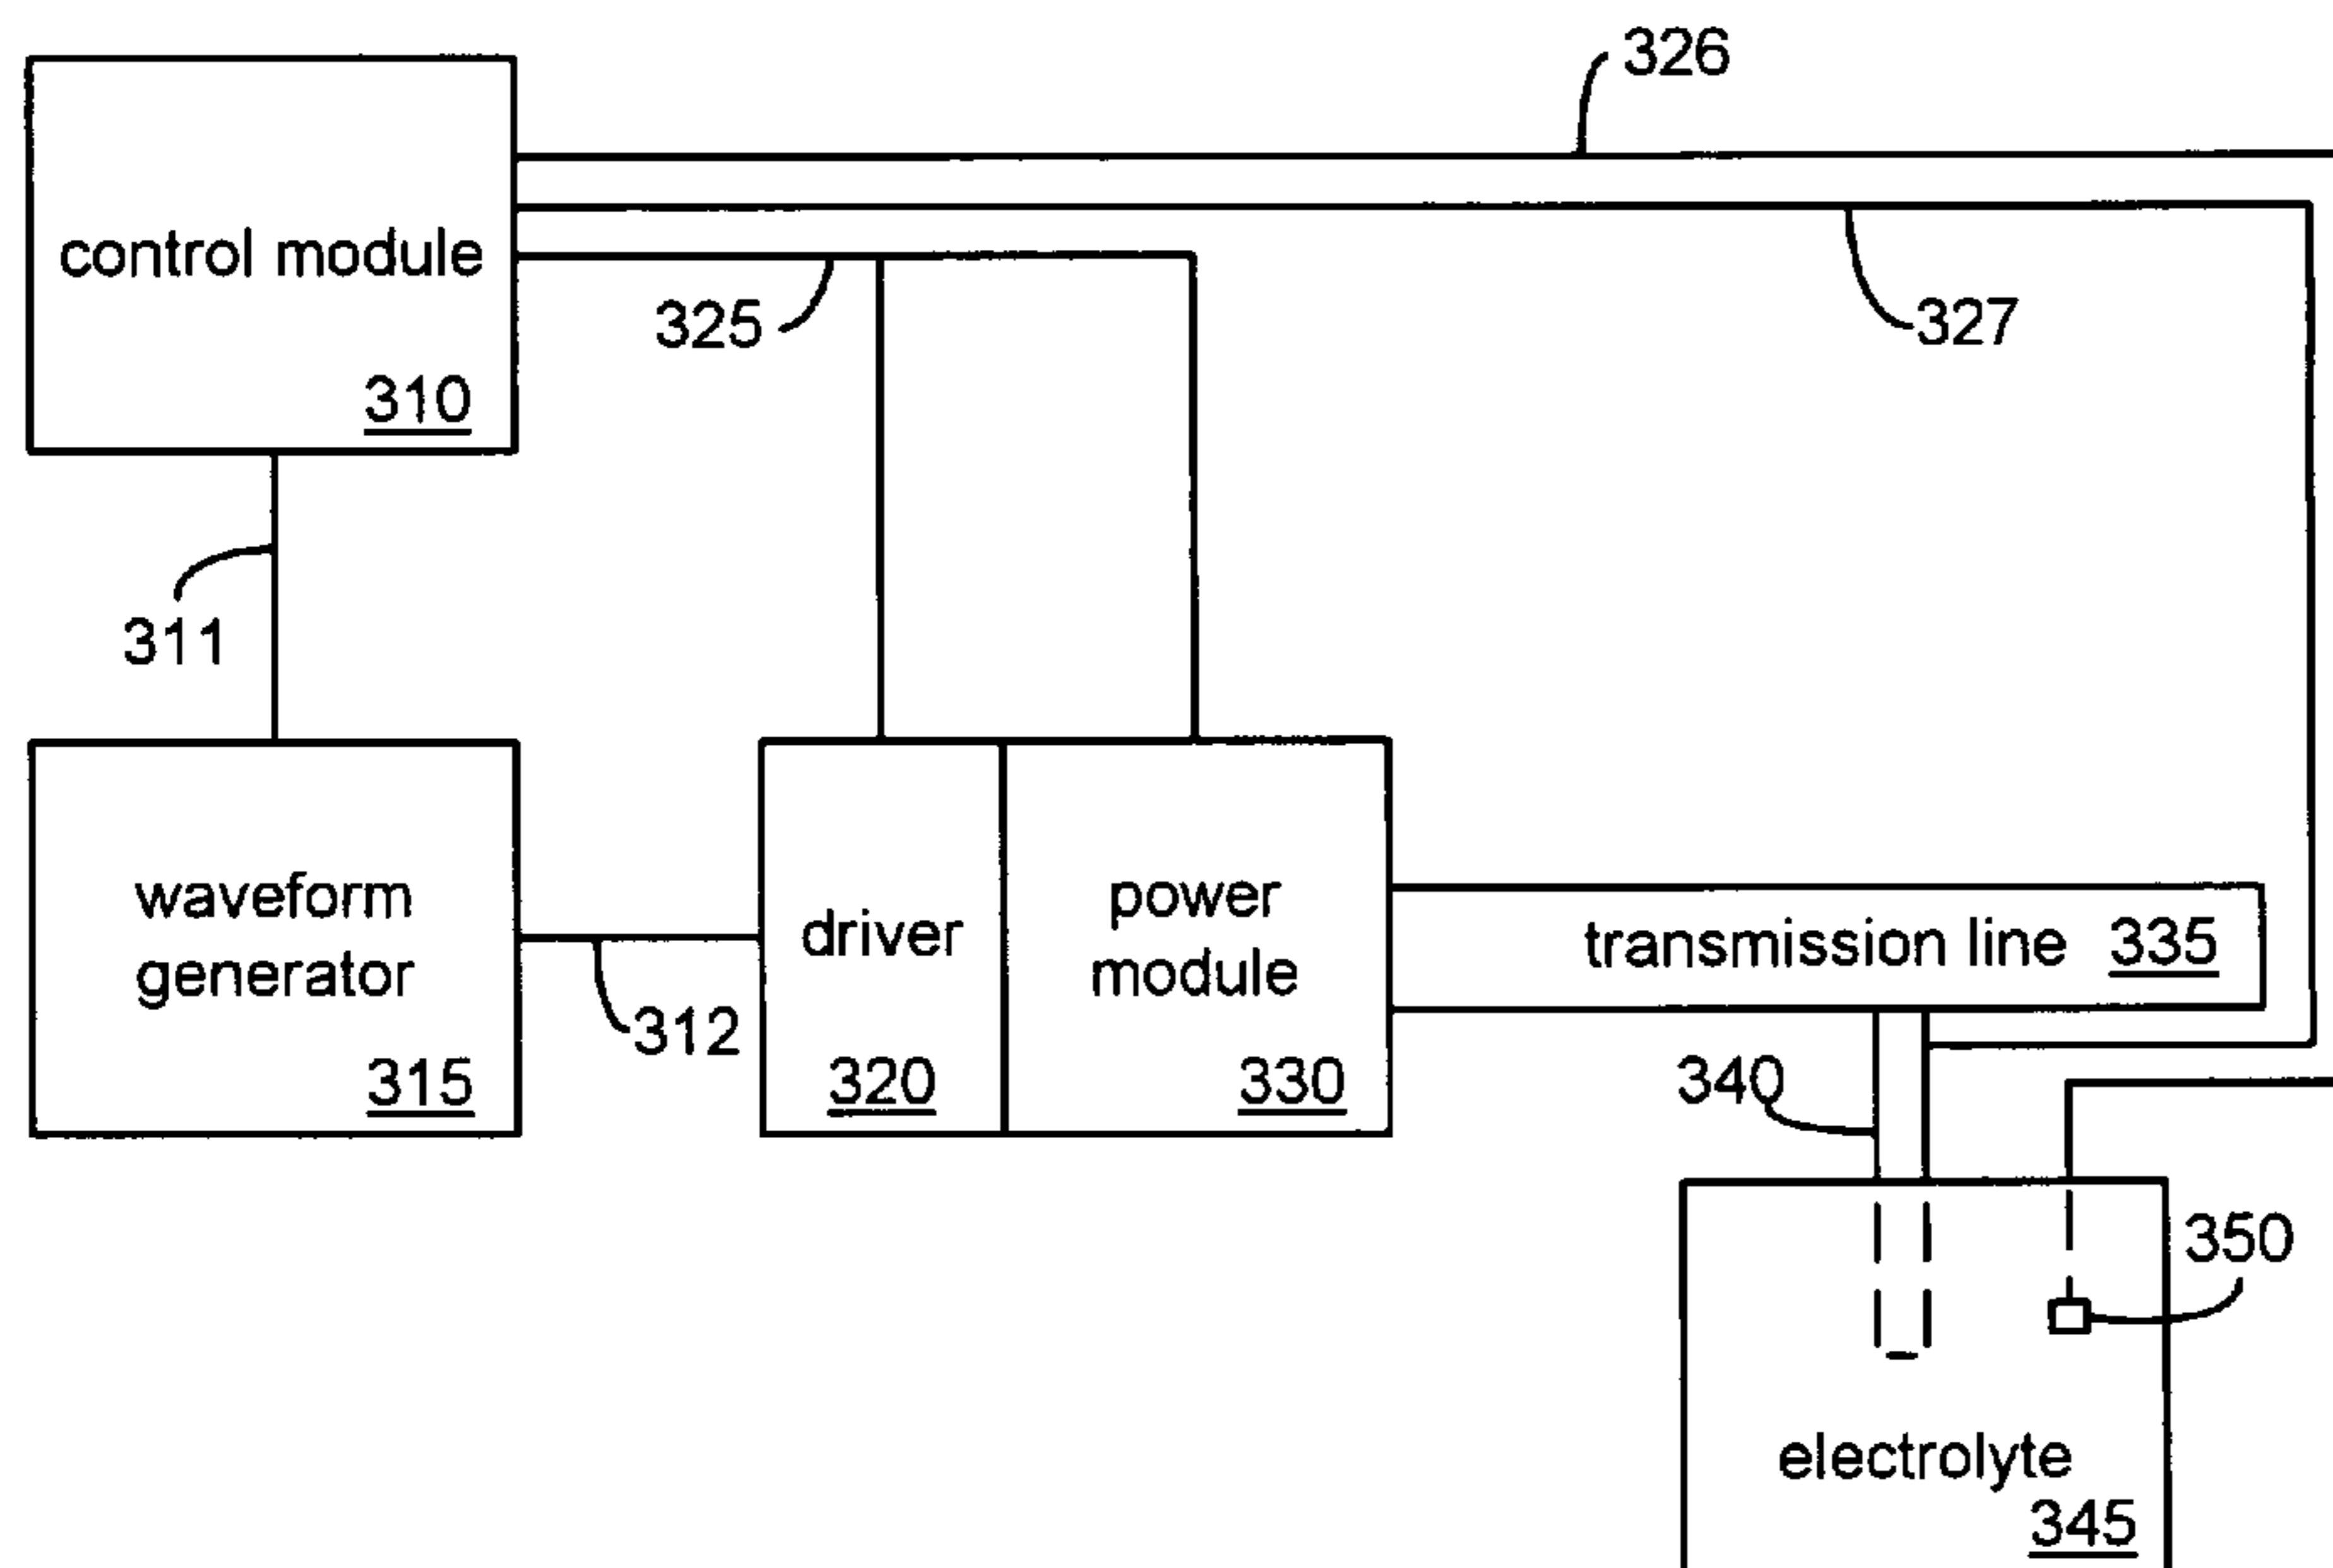 326
control module
310
325
327
311
waveform
generator
315
312
driver
320
power
module
330
transmission line 335
340
350
electrolyte
345